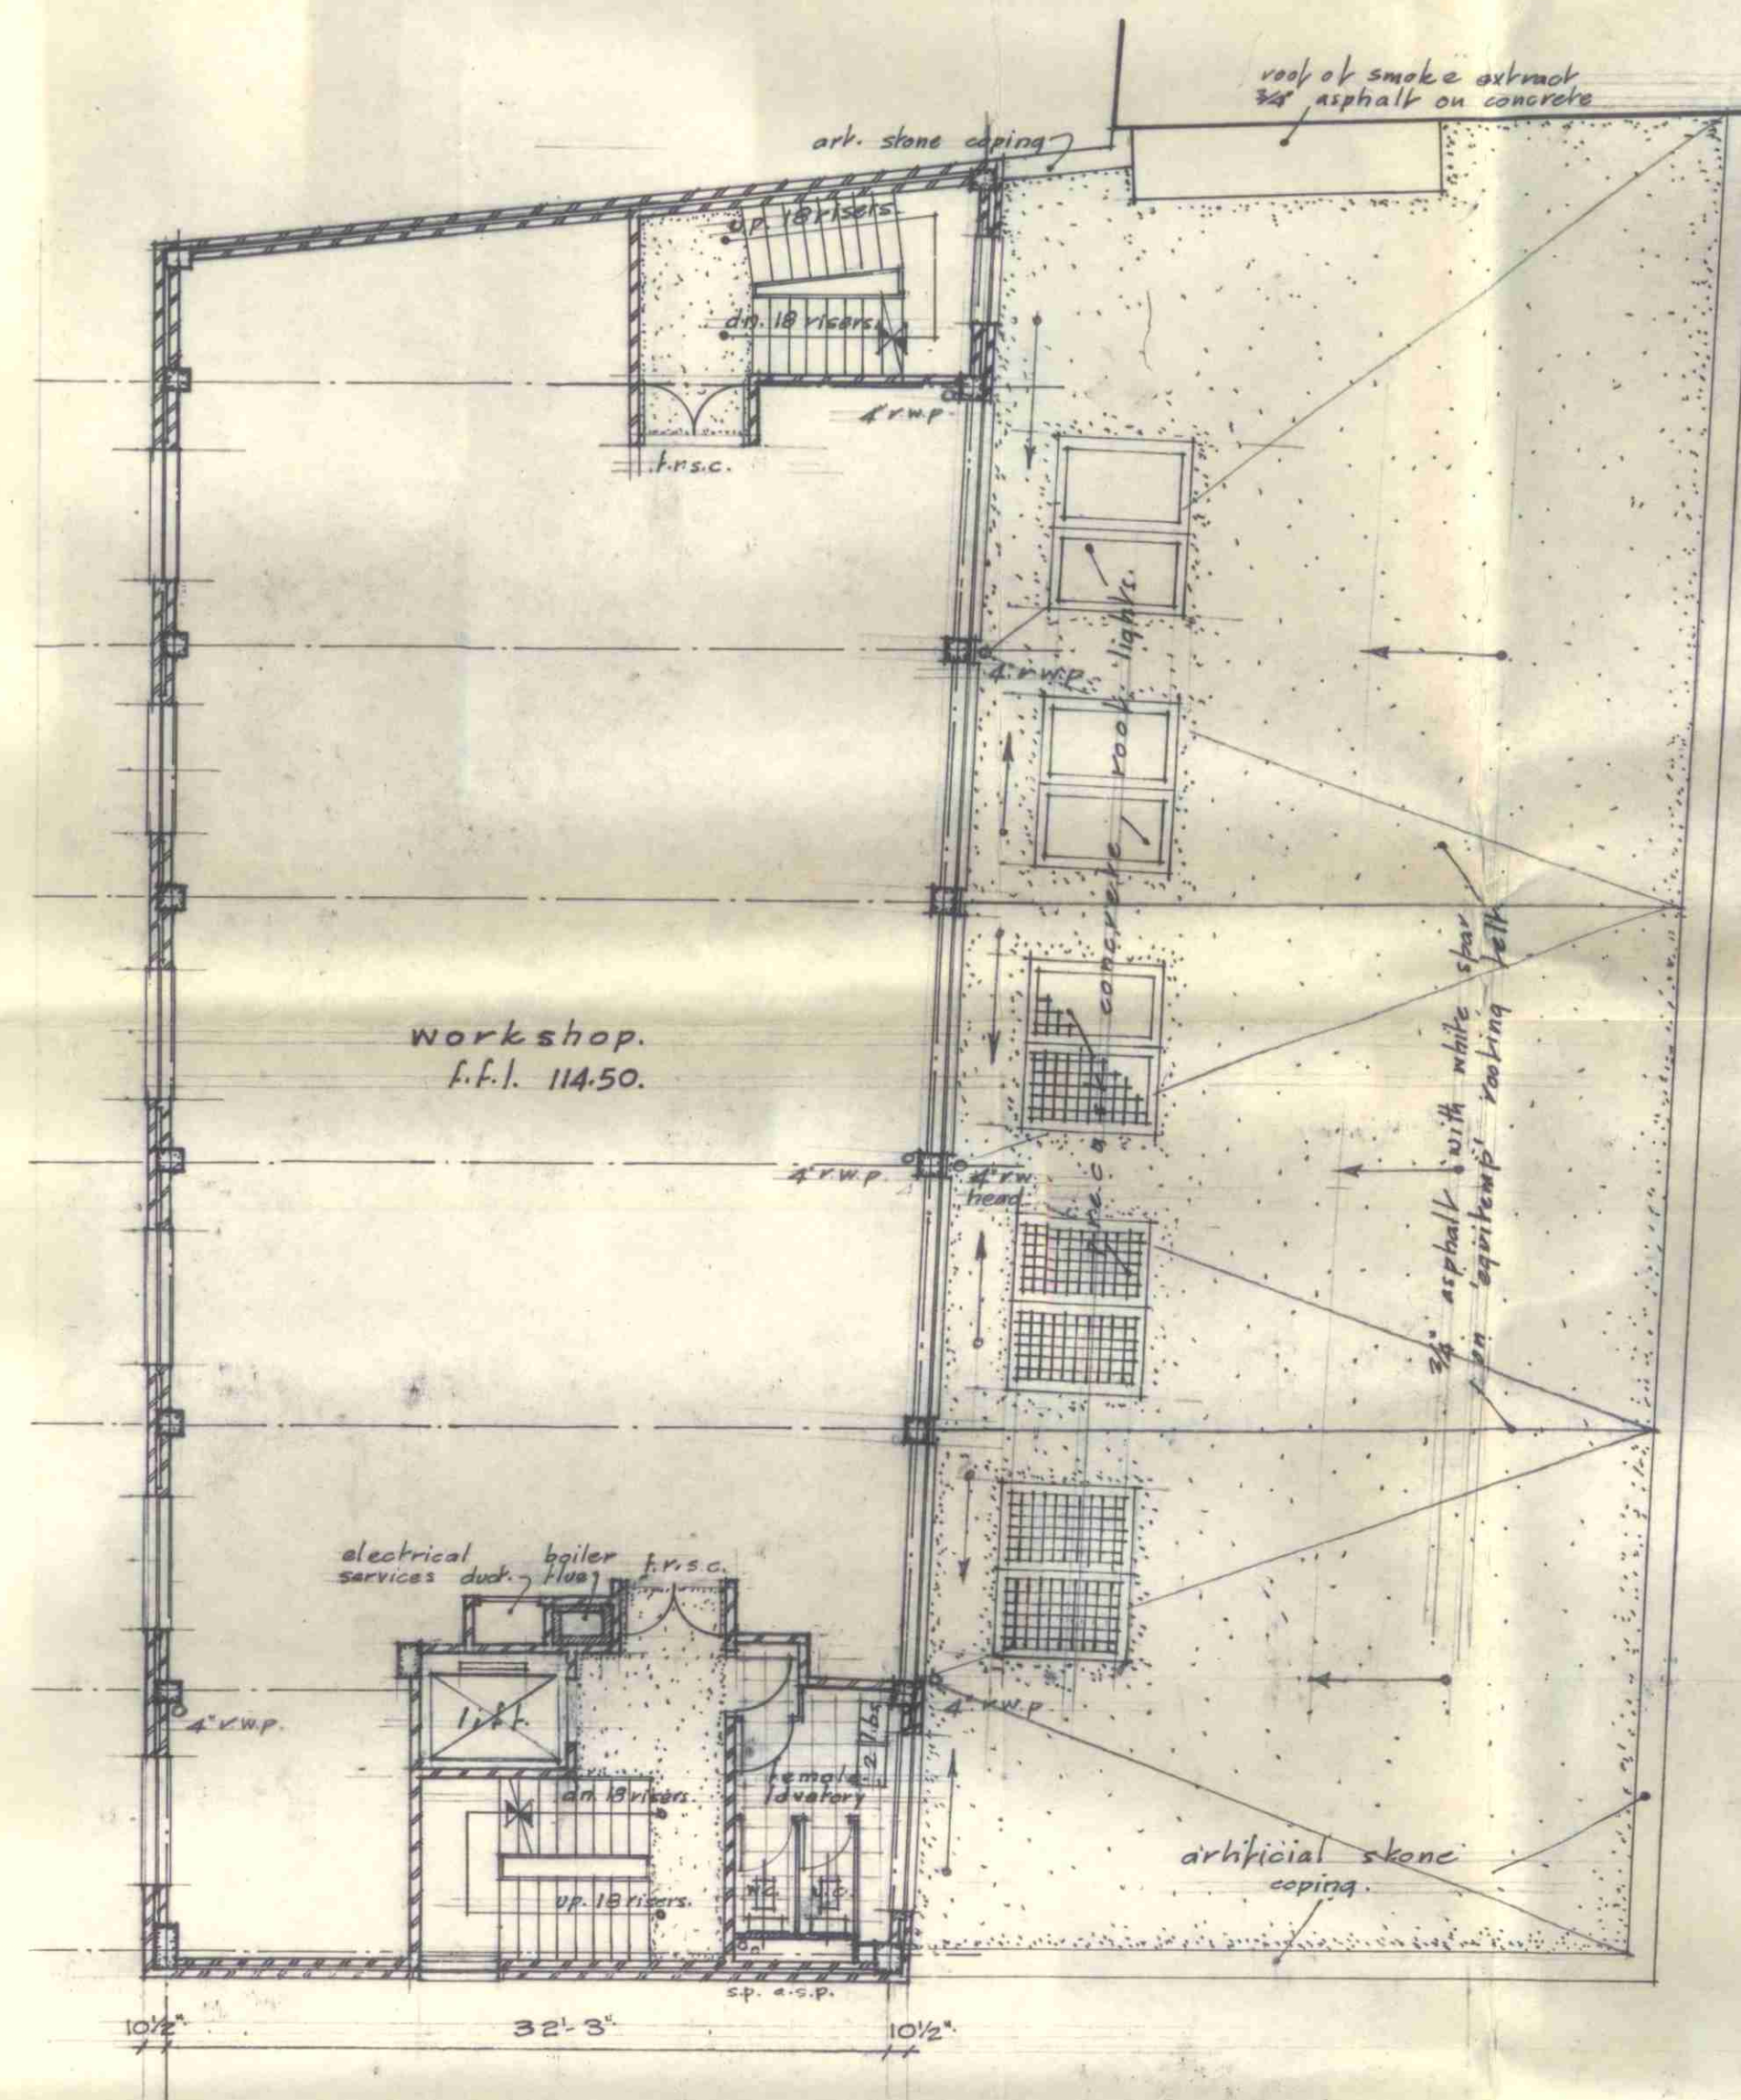 roof of smoke extract
3/4" asphalt on concrete
art. stone coping
up. 18 risers.
dn. 18 risers.
4" r.w.p.
f.r.s.c.
4" r.w.p.
precast concrete roof lights.
3/4" asphalt with white spar
on 'equitemp' roofing felt
workshop.
f.f.l. 114.50.
4" r.w.p.
4" r.w.
head
electrical
services duct.
boiler
flue
f.r.s.c.
lift.
4" r.w.p.
4" r.w.p.
2 l.bs
female
lavatory
dn. 18 risers.
up. 18 risers.
w.c.
w.c.
artificial stone
coping.
s.p. a.s.p.
10½"
32'-3"
10½"